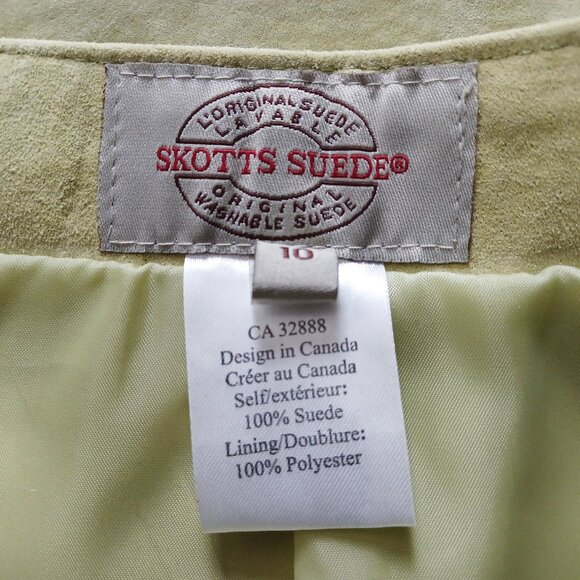 L'ORIGINAL SUEDE
LAVABLE
SKOTTS SUEDE®
ORIGINAL
WASHABLE SUEDE
10
CA 32888
Design in Canada
Créer au Canada
Self/extérieur:
100% Suede
Lining/Doublure:
100% Polyester